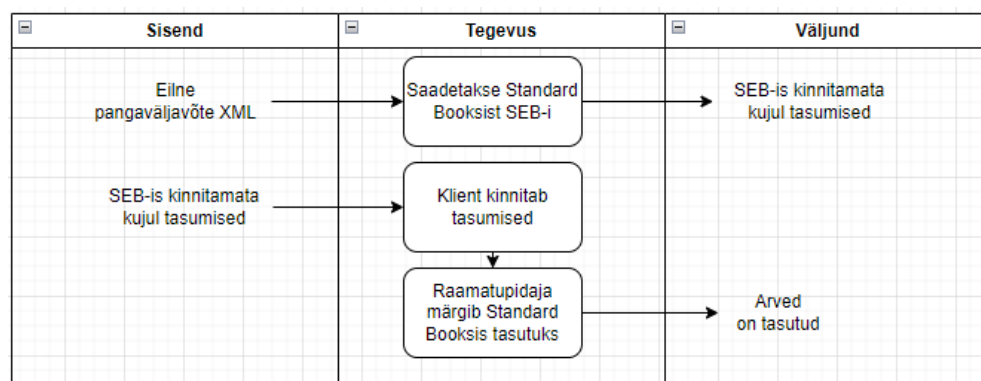 Sisend
Tegevus
Väljund
Eilne
pangaväljavõte XML
Saadetakse Standard
Booksist SEB-i
SEB-is kinnitamata
kujul tasumised
SEB-is kinnitamata
kujul tasumised
Klient kinnitab
tasumised
Raamatupidaja
märgib Standard
Booksis tasutuks
Arved
on tasutud